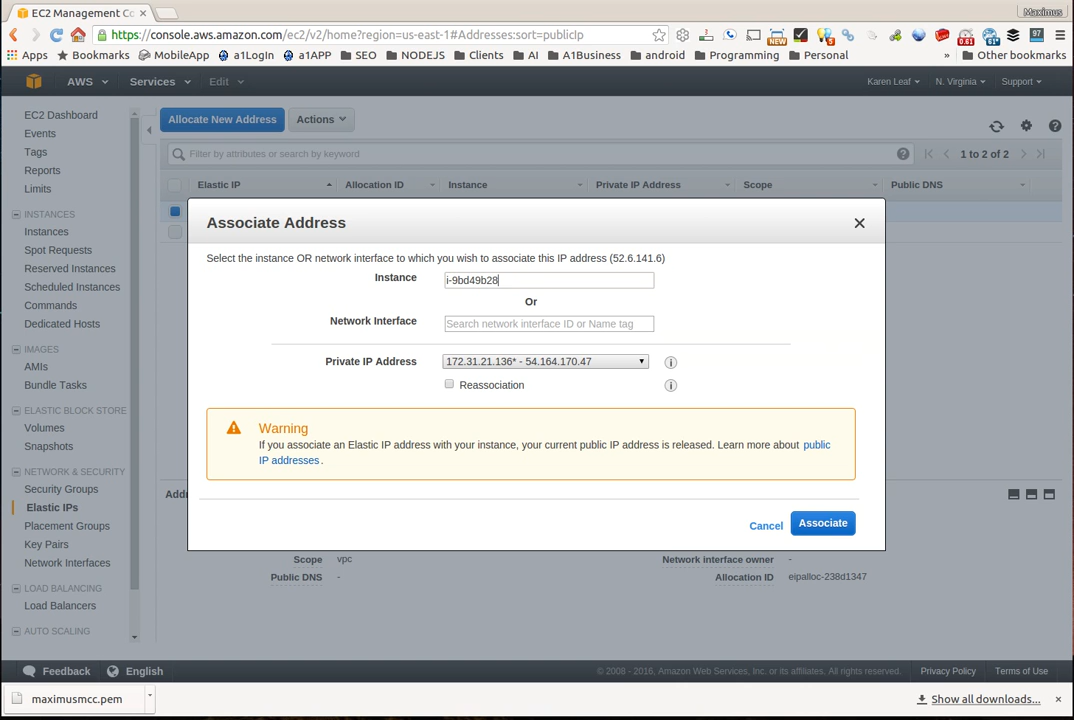 EC2 Management Co
Maximus
https://console.aws.amazon.com/ec2/v2/home?region=us-east-1#Addresses:sort=publicIp
NEW
5
0.61
61*
97
Apps
Bookmarks
MobileApp
a1LogIn
a1APP
SEO
NODEJS
Clients
AI
A1Business
android
Programming
Personal
»
Other bookmarks
AWS
Services
Edit
Karen Leaf
N. Virginia
Support
EC2 Dashboard
Events
Tags
Reports
Limits
INSTANCES
Instances
Spot Requests
Reserved Instances
Scheduled Instances
Commands
Dedicated Hosts
IMAGES
AMIs
Bundle Tasks
ELASTIC BLOCK STORE
Volumes
Snapshots
NETWORK & SECURITY
Security Groups
Elastic IPs
Placement Groups
Key Pairs
Network Interfaces
LOAD BALANCING
Load Balancers
AUTO SCALING
Allocate New Address
Actions
Filter by attributes or search by keyword
1 to 2 of 2
Elastic IP
Allocation ID
Instance
Private IP Address
Scope
Public DNS
Associate Address
Select the instance OR network interface to which you wish to associate this IP address (52.6.141.6)
Instance
i-9bd49b28
Or
Network Interface
Search network interface ID or Name tag
Private IP Address
172.31.21.136* - 54.164.170.47
Reassociation
Warning
If you associate an Elastic IP address with your instance, your current public IP address is released. Learn more about public
IP addresses.
Cancel
Associate
Addr
Scope
vpc
Network interface owner
-
Public DNS
-
Allocation ID
eipalloc-238d1347
Feedback
English
© 2008 - 2016, Amazon Web Services, Inc. or its affiliates. All rights reserved.
Privacy Policy
Terms of Use
maximusmcc.pem
Show all downloads...